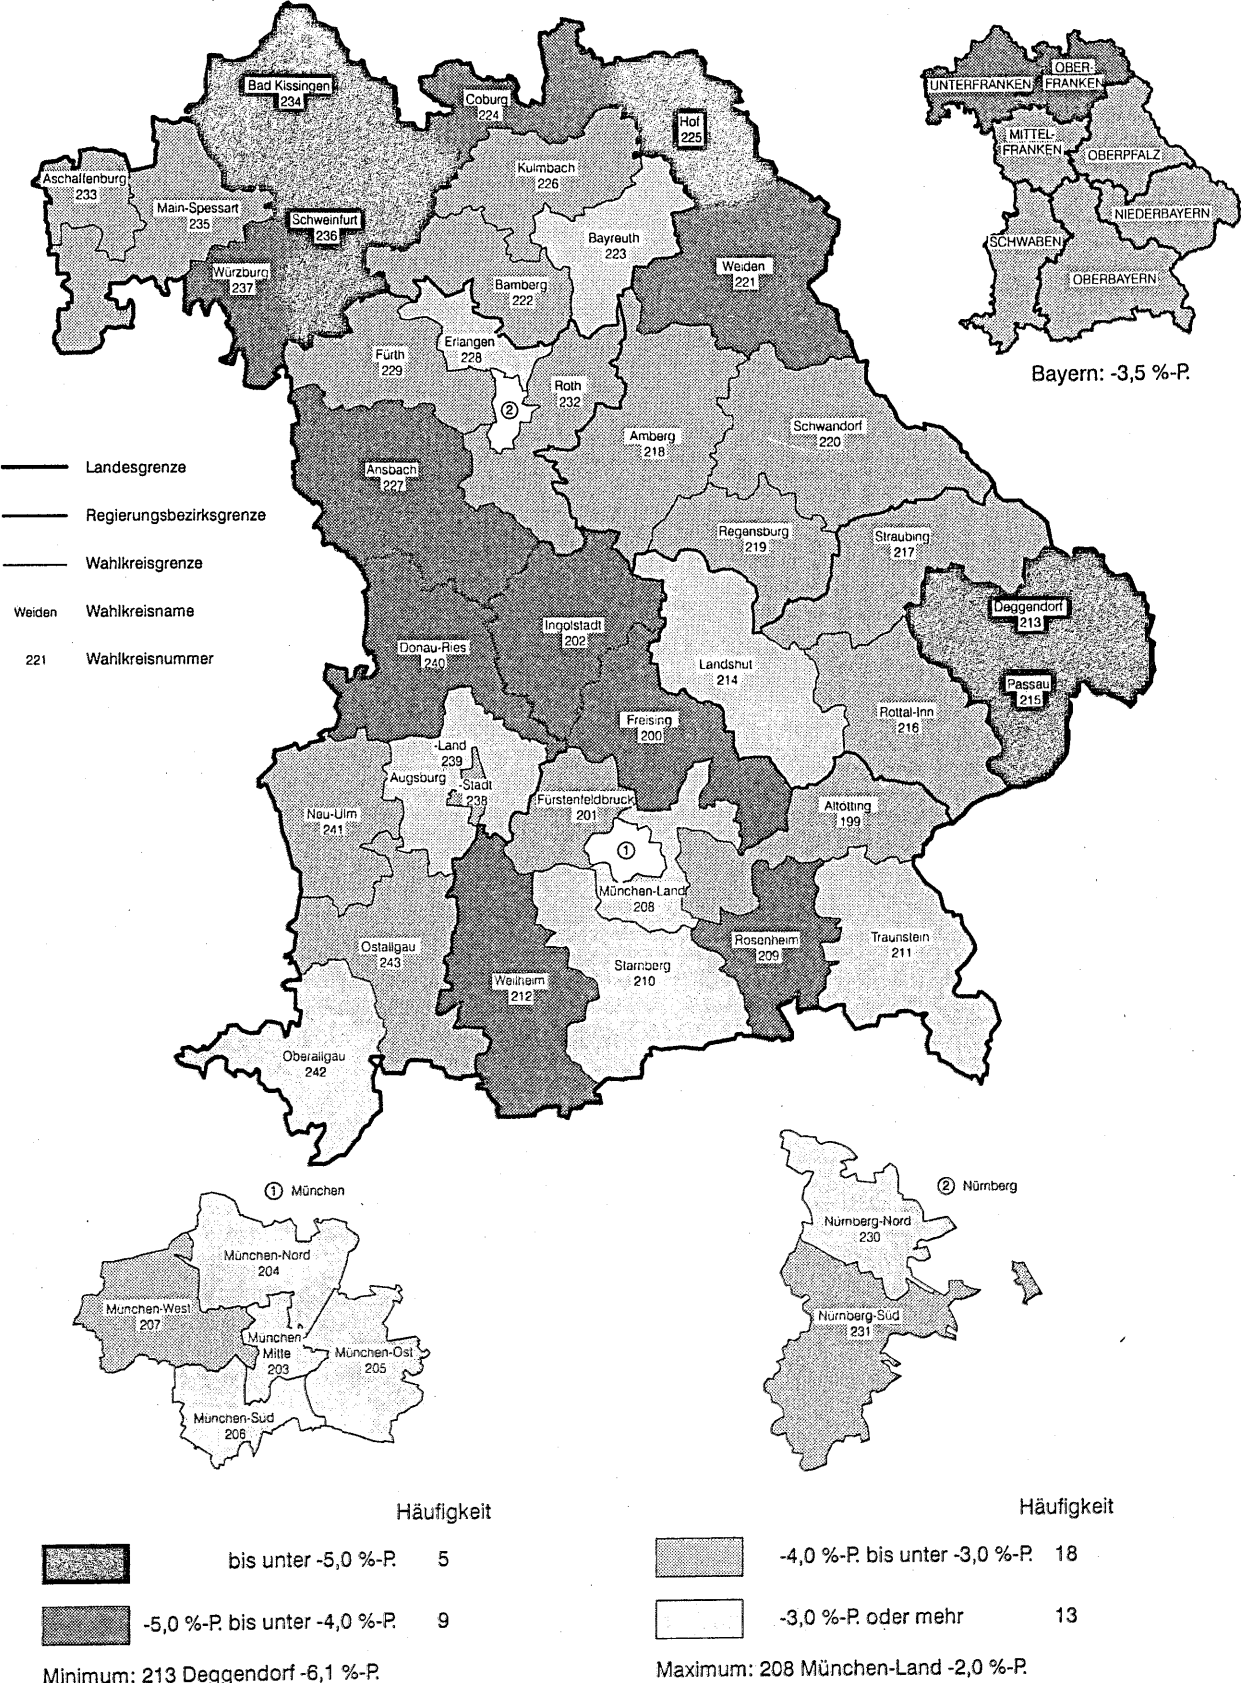 Bad Kissingen
234
Coburg
224
Hof
225
Aschaffenburg
233
Main-Spessart
235
Schweinfurt
236
Würzburg
237
Kulmbach
226
Bayreuth
223
Bamberg
222
Weiden
221
Erlangen
228
Fürth
229
Roth
232
②
Amberg
218
Schwandorf
220
Ansbach
227
Regensburg
219
Straubing
217
Deggendorf
213
Ingolstadt
202
Donau-Ries
240
Landshut
214
Passau
215
Rottal-Inn
216
Freising
200
-Land
239
Augsburg
-Stadt
238
Fürstenfeldbruck
201
Altötting
199
Neu-Ulm
241
①
München-Land
208
Ostallgäu
243
Weilheim
212
Starnberg
210
Rosenheim
209
Traunstein
211
Oberallgäu
242
UNTERFRANKEN
OBER-
FRANKEN
MITTEL-
FRANKEN
OBERPFALZ
NIEDERBAYERN
SCHWABEN
OBERBAYERN
Bayern: -3,5 %-P.
Landesgrenze
Regierungsbezirksgrenze
Wahlkreisgrenze
Weiden Wahlkreisname
221 Wahlkreisnummer
① München
München-Nord
204
München-West
207
München-
Mitte
203
München-Ost
205
München-Süd
206
② Nürnberg
Nürnberg-Nord
230
Nürnberg-Süd
231
Häufigkeit
bis unter -5,0 %-P. 5
-5,0 %-P. bis unter -4,0 %-P. 9
Minimum: 213 Deggendorf -6,1 %-P.
Häufigkeit
-4,0 %-P. bis unter -3,0 %-P. 18
-3,0 %-P. oder mehr 13
Maximum: 208 München-Land -2,0 %-P.